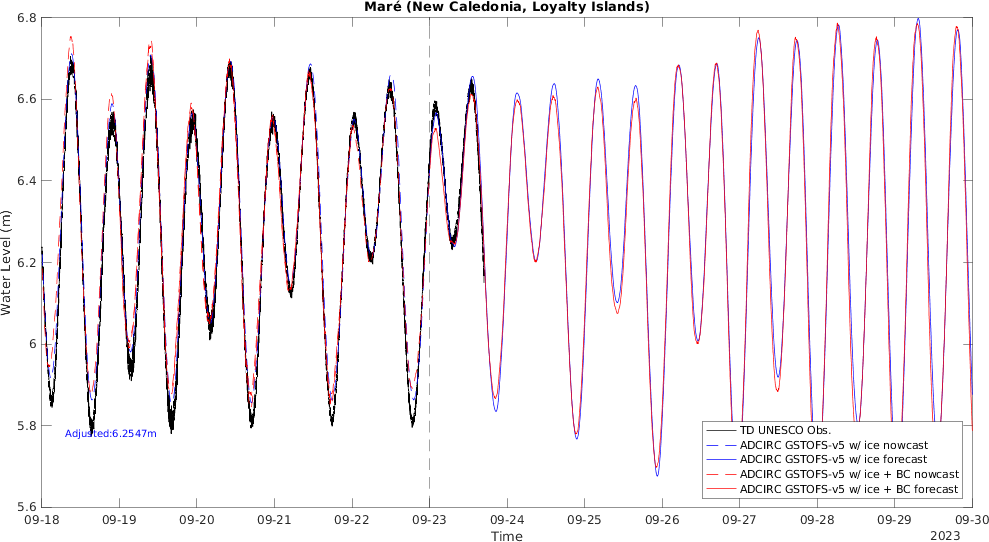 Maré (New Caledonia, Loyalty Islands)
Water Level (m)
6.8
6.6
6.4
6.2
6
5.8
5.6
Adjusted:6.2547m
TD UNESCO Obs.
ADCIRC GSTOFS-v5 w/ ice nowcast
ADCIRC GSTOFS-v5 w/ ice forecast
ADCIRC GSTOFS-v5 w/ ice + BC nowcast
ADCIRC GSTOFS-v5 w/ ice + BC forecast
09-18 09-19 09-20 09-21 09-22 09-23 09-24 09-25 09-26 09-27 09-28 09-29 09-30
Time
2023